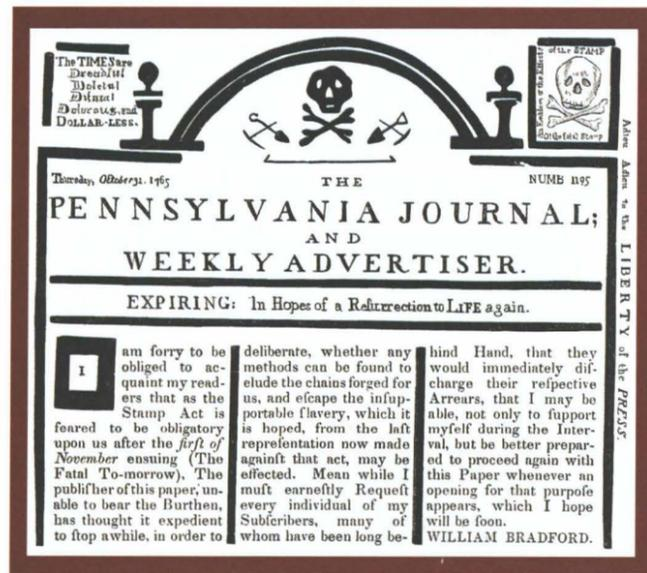 The TIMES are
Dreadful
Doleful
Dismal
Dolorous, and
DOLLAR-LESS.
An Emblem of the Effects
of the STAMP
O! the fatal Stamp
Adieu Adieu to the LIBERTY of the PRESS.
Thursday, October 31. 1765
THE
NUMB 1195
PENNSYLVANIA JOURNAL;
AND
WEEKLY ADVERTISER.
EXPIRING: In Hopes of a Resurrection to LIFE again.
I
am ſorry to be
obliged to ac-
quaint my read-
ers that as the
Stamp Act is
feared to be obligatory
upon us after the firſt of
November ensuing (The
Fatal To-morrow), The
publiſher of this paper, un-
able to bear the Burthen,
has thought it expedient
to ſtop awhile, in order to
deliberate, whether any
methods can be found to
elude the chains forged for
us, and eſcape the inſup-
portable ſlavery, which it
is hoped, from the laſt
repreſentation now made
againſt that act, may be
effected. Mean while I
muſt earneſtly Requeſt
every individual of my
Subſcribers, many of
whom have been long be-
hind Hand, that they
would immediately diſ-
charge their reſpective
Arrears, that I may be
able, not only to ſupport
myſelf during the Inter-
val, but be better prepar-
ed to proceed again with
this Paper whenever an
opening for that purpoſe
appears, which I hope
will be ſoon.
WILLIAM BRADFORD.